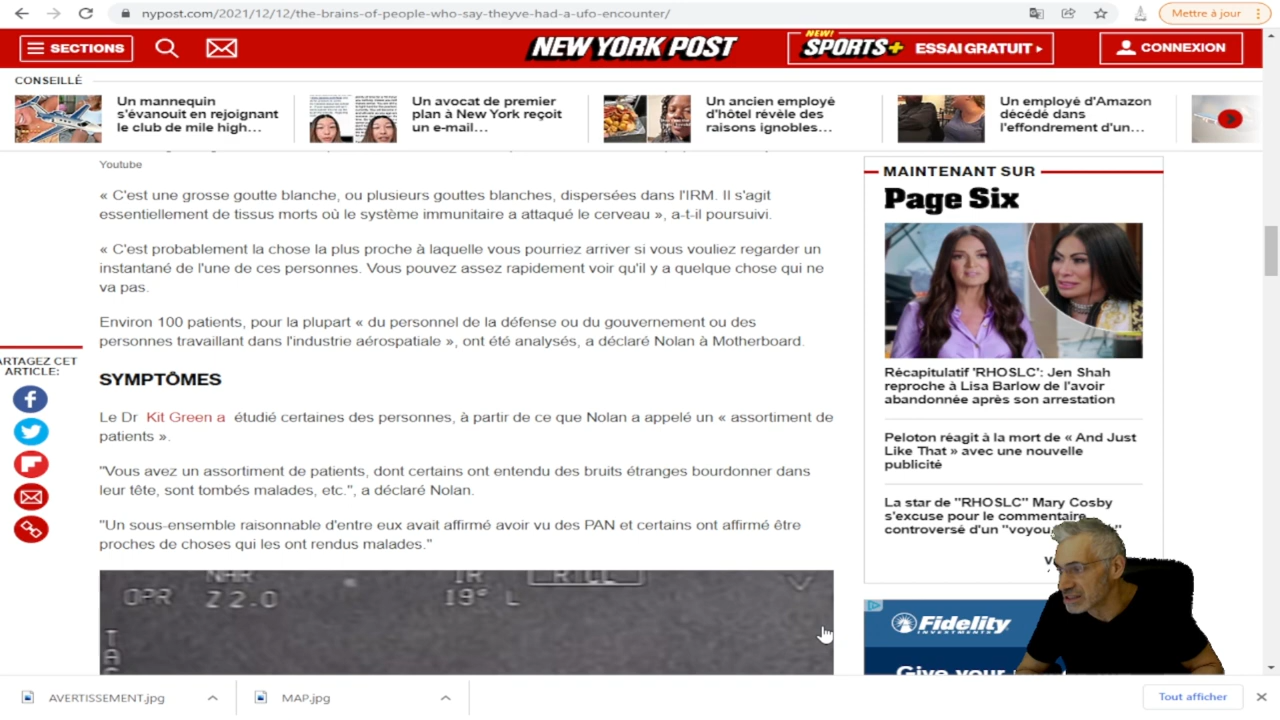 nypost.com/2021/12/12/the-brains-of-people-who-say-theyve-had-a-ufo-encounter/
Mettre à jour
SECTIONS
NEW YORK POST
NEW!
SPORTS+ ESSAI GRATUIT
CONNEXION
CONSEILLÉ
Un mannequin
s'évanouit en rejoignant
le club de mile high...
Un avocat de premier
plan à New York reçoit
un e-mail...
Un ancien employé
d'hôtel révèle des
raisons ignobles...
Un employé d'Amazon
décédé dans
l'effondrement d'un...
Youtube
« C'est une grosse goutte blanche, ou plusieurs gouttes blanches, dispersées dans l'IRM. Il s'agit
essentiellement de tissus morts où le système immunitaire a attaqué le cerveau », a-t-il poursuivi.
« C'est probablement la chose la plus proche à laquelle vous pourriez arriver si vous vouliez regarder un
instantané de l'une de ces personnes. Vous pouvez assez rapidement voir qu'il y a quelque chose qui ne
va pas.
Environ 100 patients, pour la plupart « du personnel de la défense ou du gouvernement ou des
personnes travaillant dans l'industrie aérospatiale », ont été analysés, a déclaré Nolan à Motherboard.
ARTAGEZ CET
ARTICLE:
SYMPTÔMES
Le Dr Kit Green a étudié certaines des personnes, à partir de ce que Nolan a appelé un « assortiment de
patients ».
"Vous avez un assortiment de patients, dont certains ont entendu des bruits étranges bourdonner dans
leur tête, sont tombés malades, etc.", a déclaré Nolan.
"Un sous-ensemble raisonnable d'entre eux avait affirmé avoir vu des PAN et certains ont affirmé être
proches de choses qui les ont rendus malades."
NAR IR
OPR Z 2.0 19° L
T
A
MAINTENANT SUR
Page Six
Récapitulatif 'RHOSLC': Jen Shah
reproche à Lisa Barlow de l'avoir
abandonnée après son arrestation
Peloton réagit à la mort de « And Just
Like That » avec une nouvelle
publicité
La star de "RHOSLC" Mary Cosby
s'excuse pour le commentaire
controversé d'un "voyou
Fidelity
INVESTMENTS
Give your
AVERTISSEMENT.jpg
MAP.jpg
Tout afficher